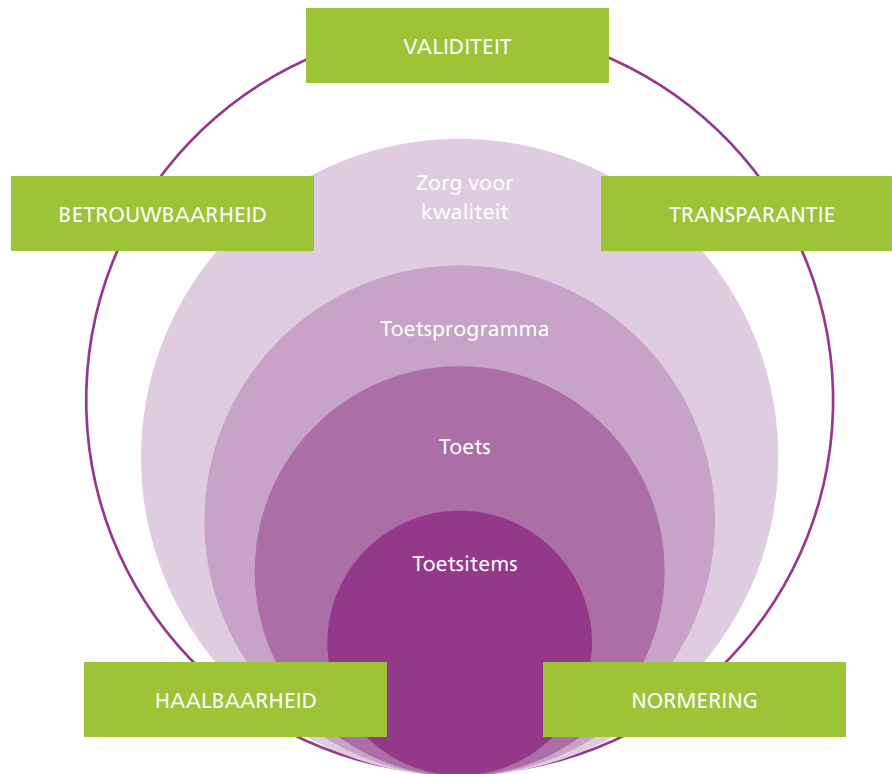 VALIDITEIT
Zorg voor
kwaliteit
BETROUWBAARHEID
TRANSPARANTIE
Toetsprogramma
Toets
Toetsitems
HAALBAARHEID
NORMERING